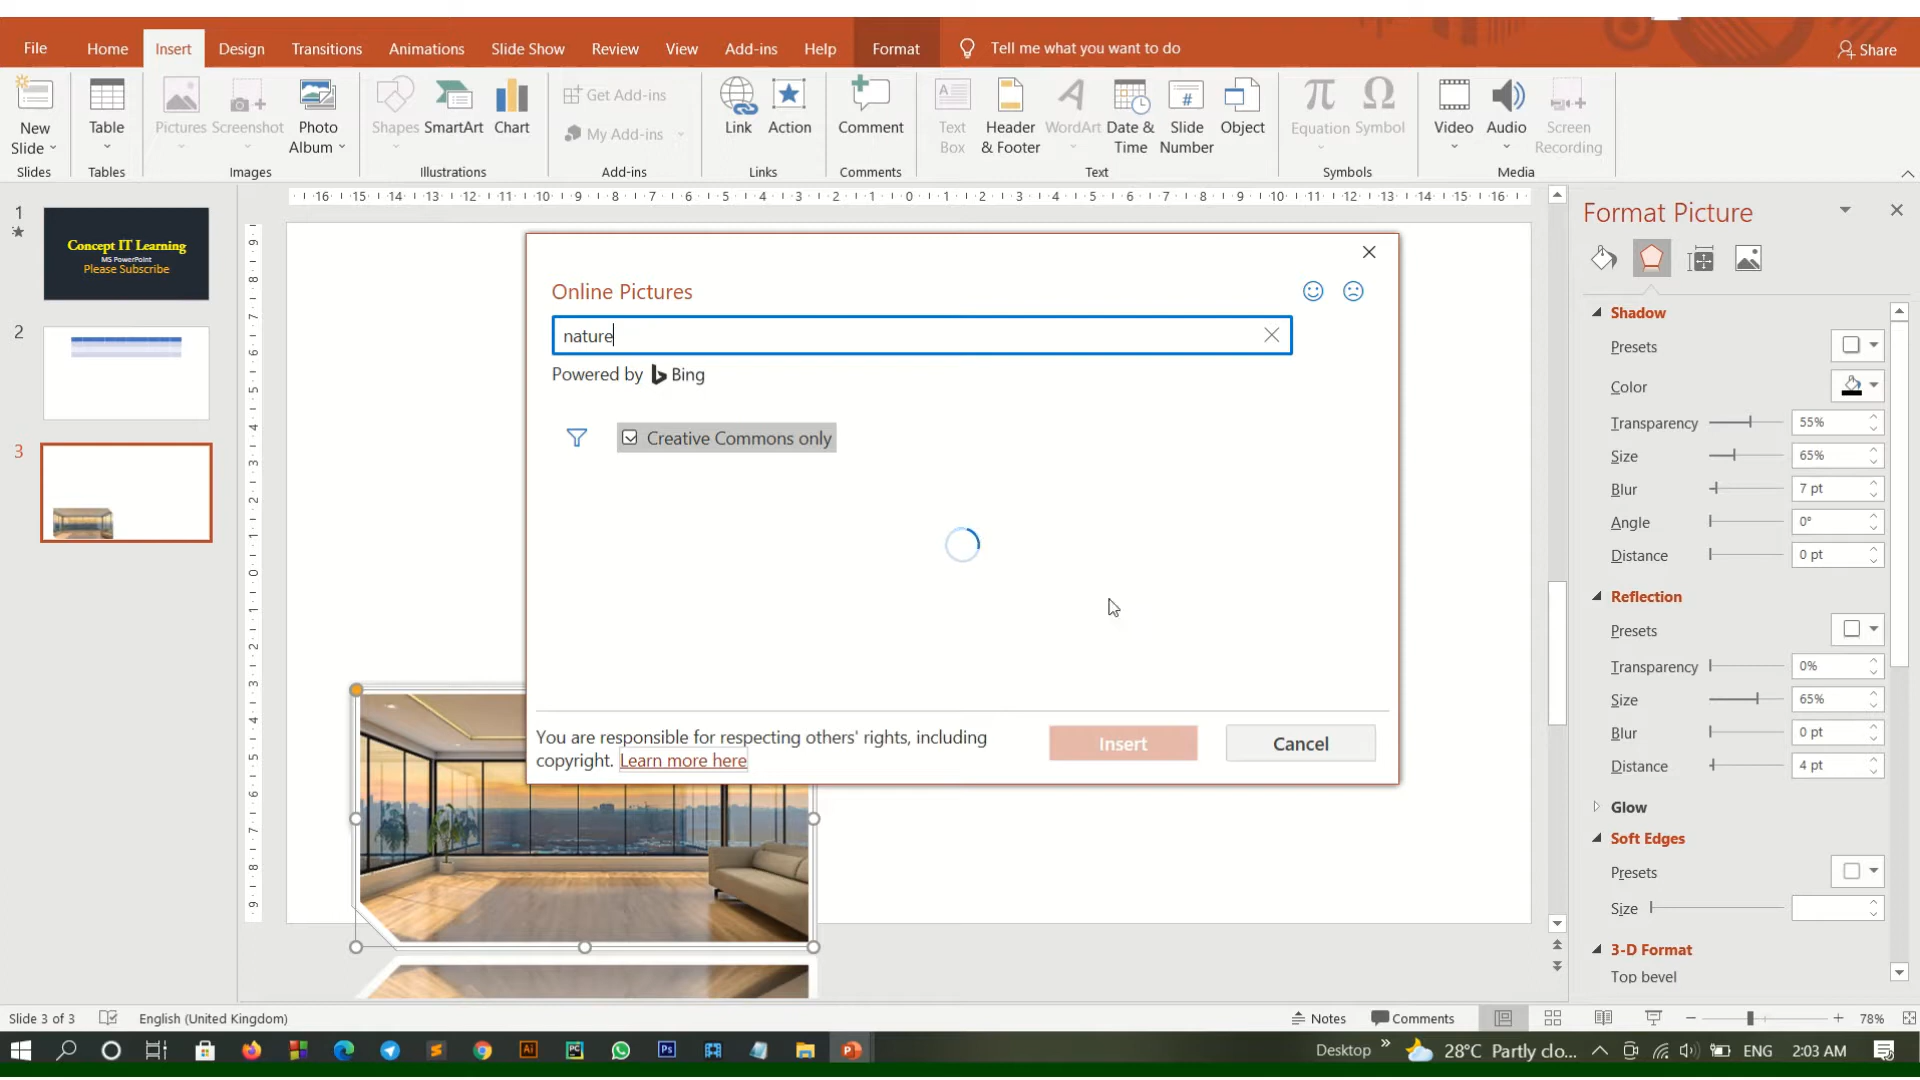 File Home Insert Design Transitions Animations Slide Show Review View Add-ins Help Format Tell me what you want to do Share
New Slide
Table
Pictures
Screenshot
Photo Album
Shapes
SmartArt
Chart
Get Add-ins
My Add-ins
Link
Action
Comment
Text Box
Header & Footer
WordArt
Date & Time
Slide Number
Object
Equation
Symbol
Video
Audio
Screen Recording
Slides Tables Images Illustrations Add-ins Links Comments Text Symbols Media
1
Concept IT Learning
MS PowerPoint
Please Subscribe
2
3
Online Pictures
nature
Powered by Bing
Creative Commons only
You are responsible for respecting others' rights, including
copyright. Learn more here
Insert
Cancel
Format Picture
Shadow
Presets
Color
Transparency 55%
Size 65%
Blur 7 pt
Angle 0°
Distance 0 pt
Reflection
Presets
Transparency 0%
Size 65%
Blur 0 pt
Distance 4 pt
Glow
Soft Edges
Presets
Size
3-D Format
Top bevel
Slide 3 of 3 English (United Kingdom) Notes Comments 78%
Desktop 28°C Partly clo... ENG 2:03 AM